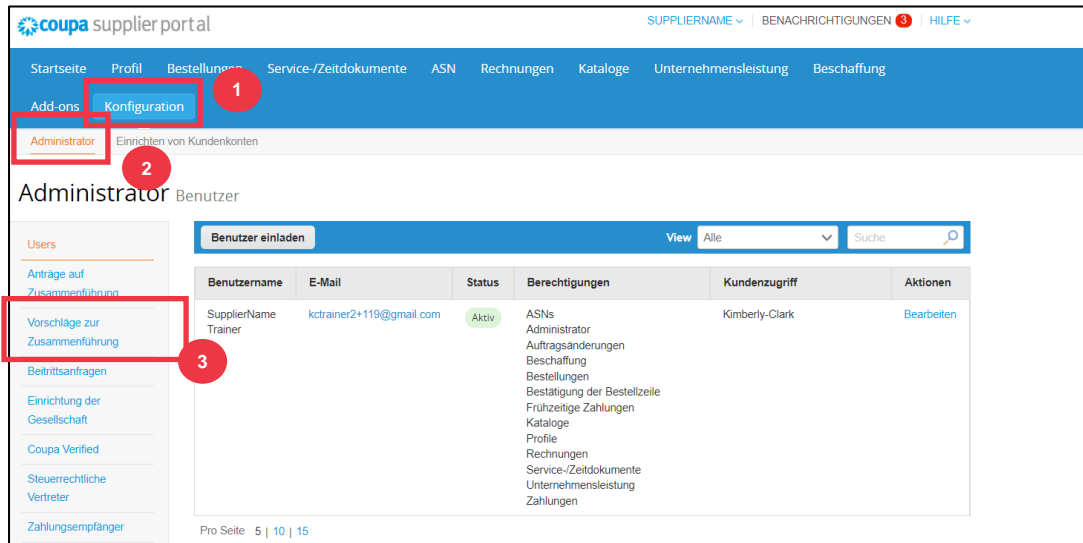 coupa supplier portal
SUPPLIERNAME BENACHRICHTIGUNGEN 3 HILFE
Startseite Profil Bestellungen Service-/Zeitdokumente ASN Rechnungen Kataloge Unternehmensleistung Beschaffung
1
Add-ons Konfiguration
Administrator Einrichten von Kundenkonten
2
Administrator Benutzer
Users
Anträge auf
Zusammenführung
Vorschläge zur
Zusammenführung
3
Beitrittsanfragen
Einrichtung der
Gesellschaft
Coupa Verified
Steuerrechtliche
Vertreter
Zahlungsempfänger
Benutzer einladen View Alle Suche
Benutzername E-Mail Status Berechtigungen Kundenzugriff Aktionen
SupplierName kctrainer2+119@gmail.com Aktiv ASNs Kimberly-Clark Bearbeiten
Trainer Administrator
Auftragsänderungen
Beschaffung
Bestellungen
Bestätigung der Bestellzeile
Frühzeitige Zahlungen
Kataloge
Profile
Rechnungen
Service-/Zeitdokumente
Unternehmensleistung
Zahlungen
Pro Seite 5 | 10 | 15